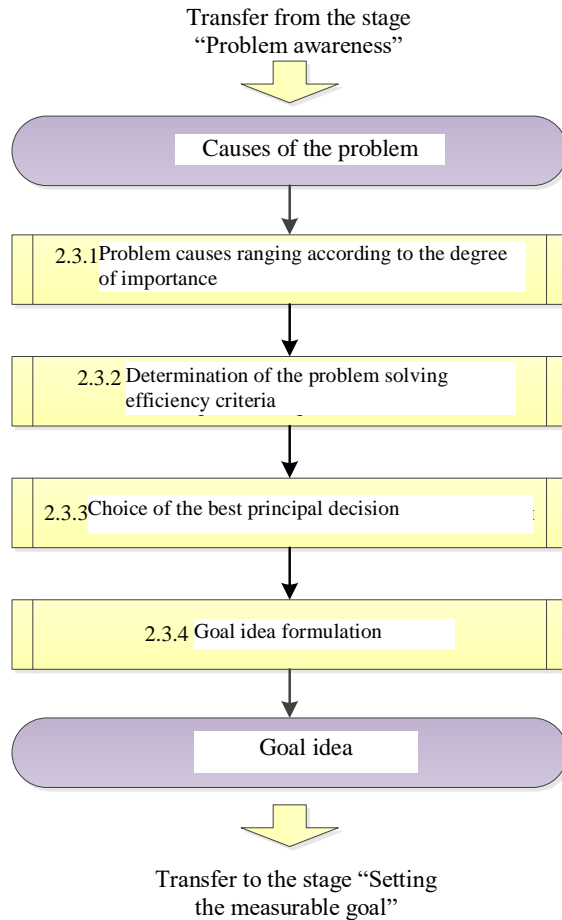 Transfer from the stage
“Problem awareness”
Causes of the problem
2.3.1 Problem causes ranging according to the degree
of importance
2.3.2 Determination of the problem solving
efficiency criteria
2.3.3 Choice of the best principal decision
2.3.4 Goal idea formulation
Goal idea
Transfer to the stage “Setting
the measurable goal”